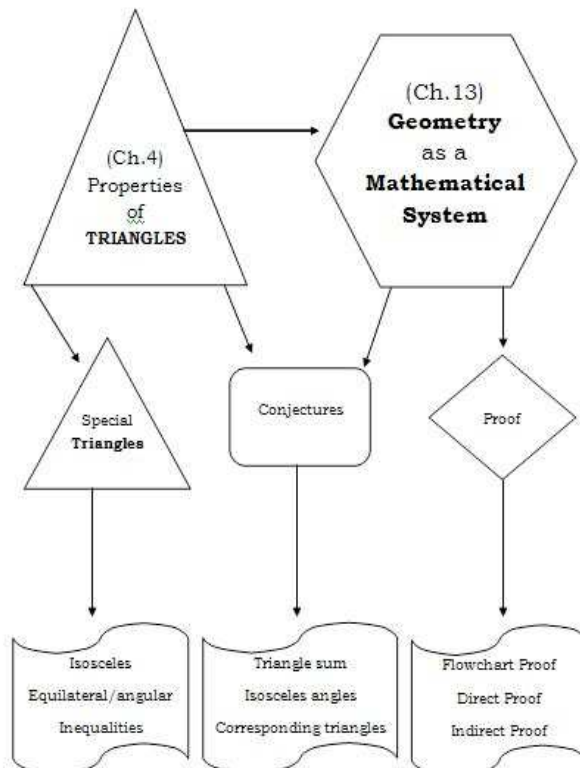 (Ch.4)
Properties
of
TRIANGLES
(Ch.13)
Geometry
as a
Mathematical
System
Special
Triangles
Conjectures
Proof
Isosceles
Equilateral/angular
Inequalities
Triangle sum
Isosceles angles
Corresponding triangles
Flowchart Proof
Direct Proof
Indirect Proof